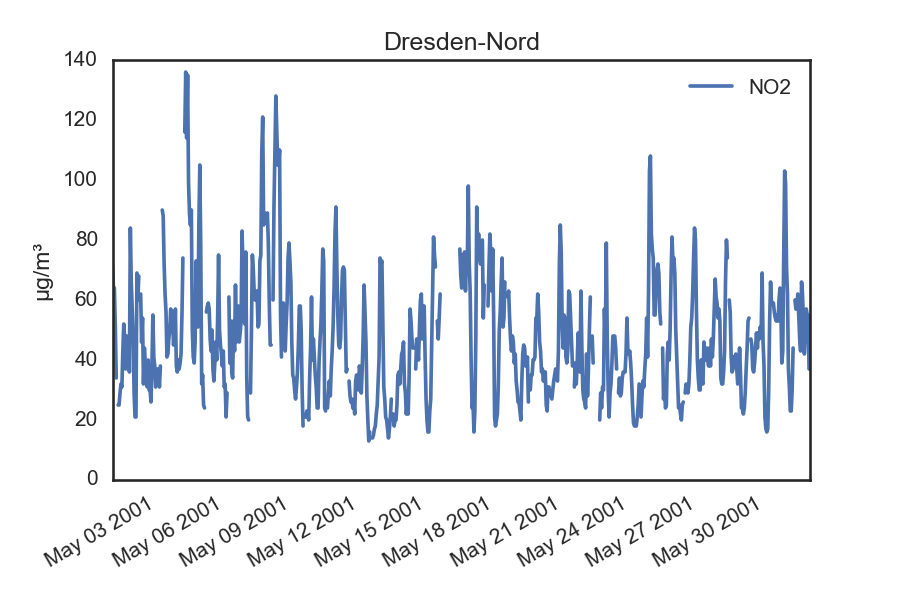 Dresden-Nord
140
120
100
80
60
40
20
0
µg/m³
NO2
May 03 2001
May 06 2001
May 09 2001
May 12 2001
May 15 2001
May 18 2001
May 21 2001
May 24 2001
May 27 2001
May 30 2001